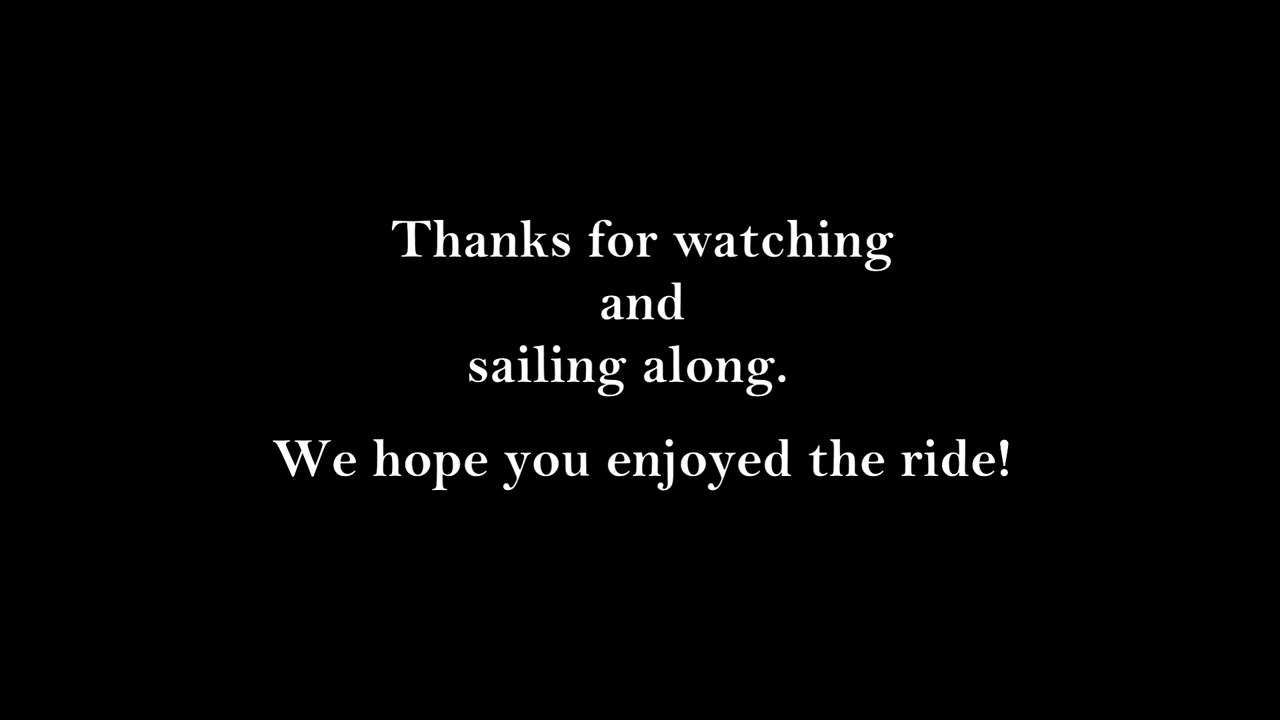 Thanks for watching
and
sailing along.
We hope you enjoyed the ride!